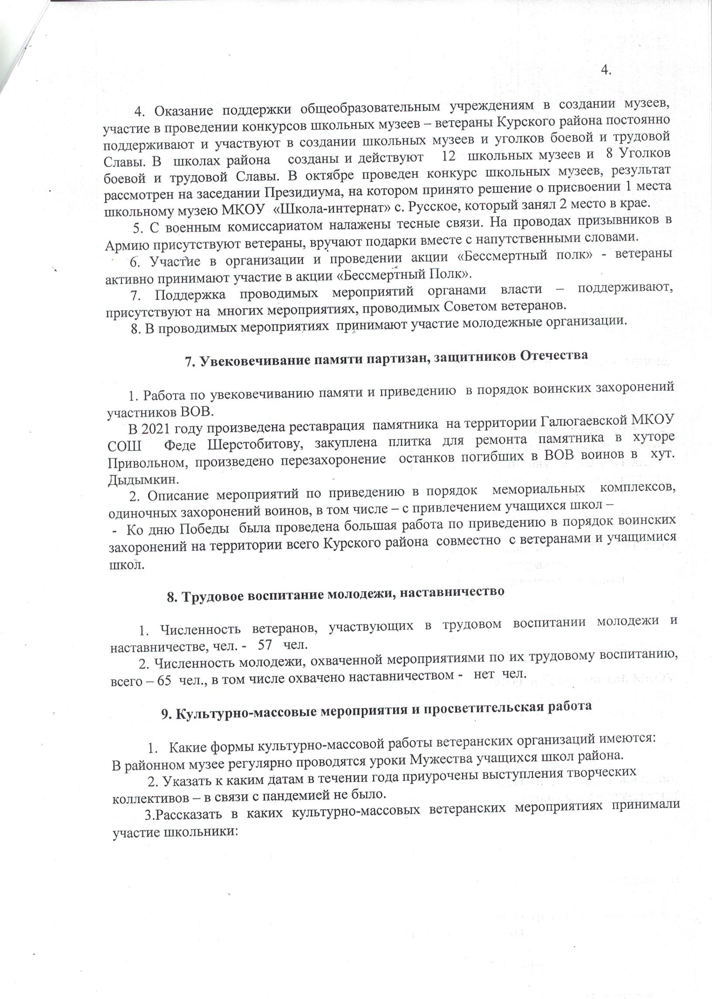 4.
4. Оказание поддержки общеобразовательным учреждениям в создании музеев,
участие в проведении конкурсов школьных музеев – ветераны Курского района постоянно
поддерживают и участвуют в создании школьных музеев и уголков боевой и трудовой
Славы. В школах района созданы и действуют 12 школьных музеев и 8 Уголков
боевой и трудовой Славы. В октябре проведен конкурс школьных музеев, результат
рассмотрен на заседании Президиума, на котором принято решение о присвоении 1 места
школьному музею МКОУ «Школа-интернат» с. Русское, который занял 2 место в крае.
5. С военным комиссариатом налажены тесные связи. На проводах призывников в
Армию присутствуют ветераны, вручают подарки вместе с напутственными словами.
6. Участие в организации и проведении акции «Бессмертный полк» - ветераны
активно принимают участие в акции «Бессмертный Полк».
7. Поддержка проводимых мероприятий органами власти – поддерживают,
присутствуют на многих мероприятиях, проводимых Советом ветеранов.
8. В проводимых мероприятиях принимают участие молодежные организации.
7. Увековечивание памяти партизан, защитников Отечества
1. Работа по увековечиванию памяти и приведению в порядок воинских захоронений
участников ВОВ.
В 2021 году произведена реставрация памятника на территории Галюгаевской МКОУ
СОШ Феде Шерстобитову, закуплена плитка для ремонта памятника в хуторе
Привольном, произведено перезахоронение останков погибших в ВОВ воинов в хут.
Дыдымкин.
2. Описание мероприятий по приведению в порядок мемориальных комплексов,
одиночных захоронений воинов, в том числе – с привлечением учащихся школ –
- Ко дню Победы была проведена большая работа по приведению в порядок воинских
захоронений на территории всего Курского района совместно с ветеранами и учащимися
школ.
8. Трудовое воспитание молодежи, наставничество
1. Численность ветеранов, участвующих в трудовом воспитании молодежи и
наставничестве, чел. - 57 чел.
2. Численность молодежи, охваченной мероприятиями по их трудовому воспитанию,
всего – 65 чел., в том числе охвачено наставничеством - нет чел.
9. Культурно-массовые мероприятия и просветительская работа
1. Какие формы культурно-массовой работы ветеранских организаций имеются:
В районном музее регулярно проводятся уроки Мужества учащихся школ района.
2. Указать к каким датам в течении года приурочены выступления творческих
коллективов – в связи с пандемией не было.
3.Рассказать в каких культурно-массовых ветеранских мероприятиях принимали
участие школьники: